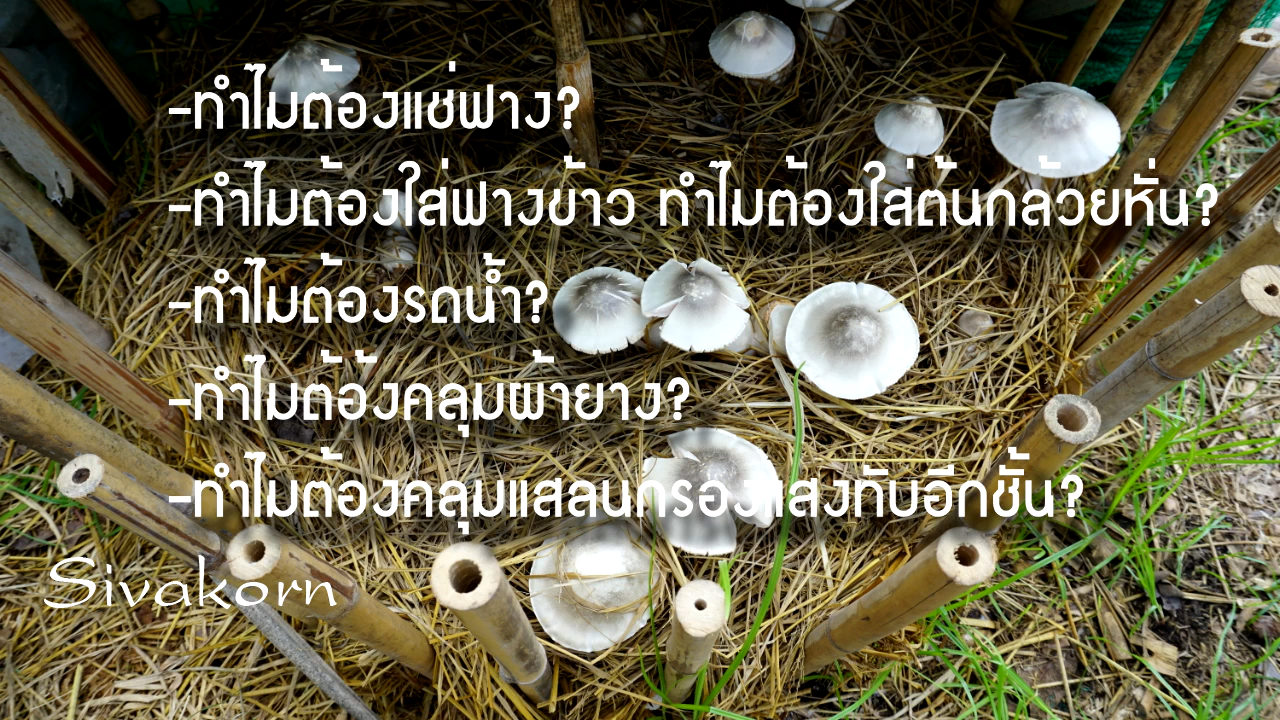 -ทำไมต้องแช่ฟาง?
-ทำไมต้องใส่ฟางข้าว ทำไมต้องใส่ต้นกล้วยหั่น?
-ทำไมต้องรดน้ำ?
-ทำไมต้อ้งคลุมผ้ายาง?
-ทำไมต้องคลุมแสลนกรองแสงทับอีกชั้น?
Sivakorn